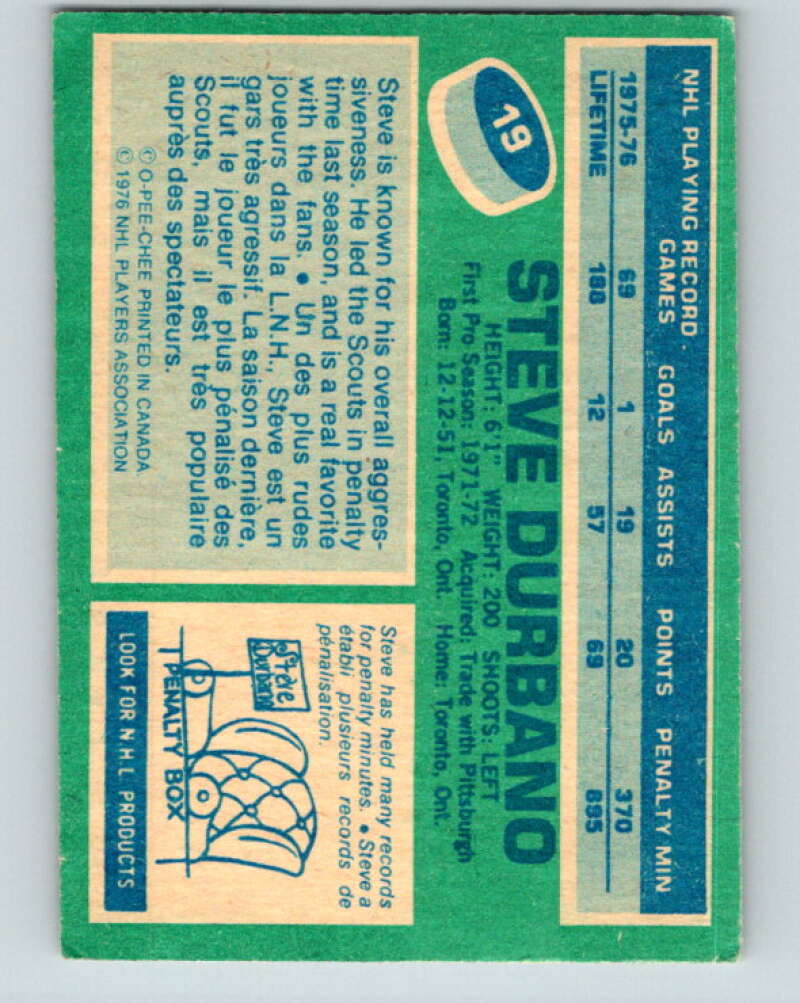 NHL PLAYING RECORD.
GAMES GOALS ASSISTS POINTS PENALTY MIN
1975-76 69 1 19 20 370
LIFETIME 188 12 57 69 895
19
STEVE DURBANO
HEIGHT: 6'1" WEIGHT: 200 SHOOTS: LEFT
First Pro Season: 1971-72 Acquired: Trade with Pittsburgh
Born: 12-12-51, Toronto, Ont. Home: Toronto, Ont.
Steve is known for his overall aggres-
siveness. He led the Scouts in penalty
time last season, and is a real favorite
with the fans. • Un des plus rudes
joueurs dans la L.N.H., Steve est un
gars très agressif. La saison dernière,
il fut le joueur le plus pénalisé des
Scouts, mais il est très populaire
auprès des spectateurs.
© O-PEE-CHEE PRINTED IN CANADA
© 1976 NHL PLAYERS ASSOCIATION
Steve has held many records
for penalty minutes. • Steve a
établi plusieurs records de
pénalisation.
Steve
Durbano
PENALTY BOX
LOOK FOR N.H.L PRODUCTS